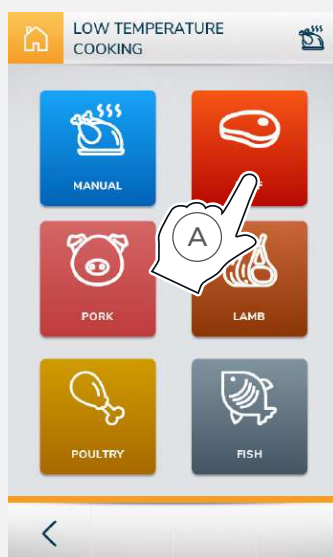 LOW TEMPERATURE
COOKING
MANUAL
A
PORK
LAMB
POULTRY
FISH